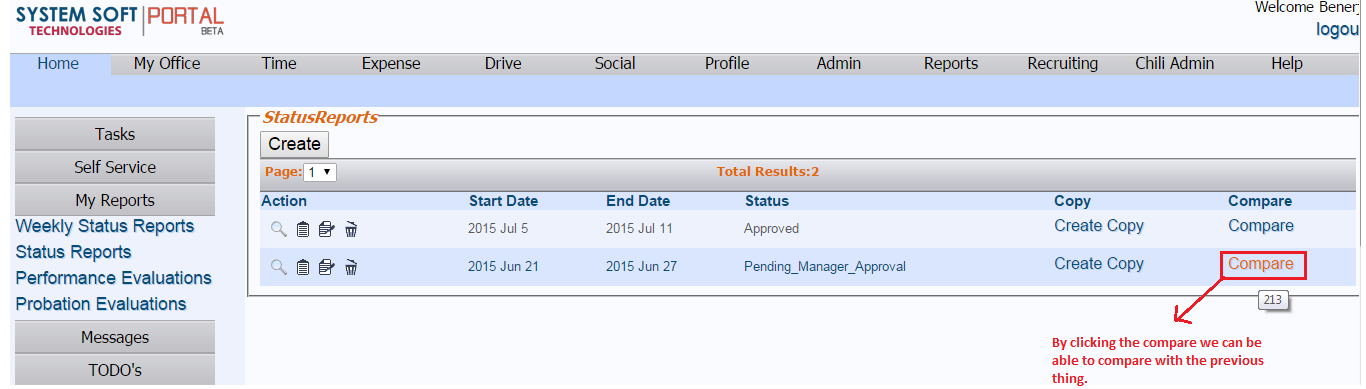 SYSTEM SOFT PORTAL
TECHNOLOGIES BETA
Welcome Benerj
logou
Home My Office Time Expense Drive Social Profile Admin Reports Recruiting Chili Admin Help
Tasks
Self Service
My Reports
Weekly Status Reports
Status Reports
Performance Evaluations
Probation Evaluations
Messages
TODO's
StatusReports
Create
Page: 1 Total Results:2
Action Start Date End Date Status Copy Compare
2015 Jul 5 2015 Jul 11 Approved Create Copy Compare
2015 Jun 21 2015 Jun 27 Pending_Manager_Approval Create Copy Compare
213
By clicking the compare we can be
able to compare with the previous
thing.